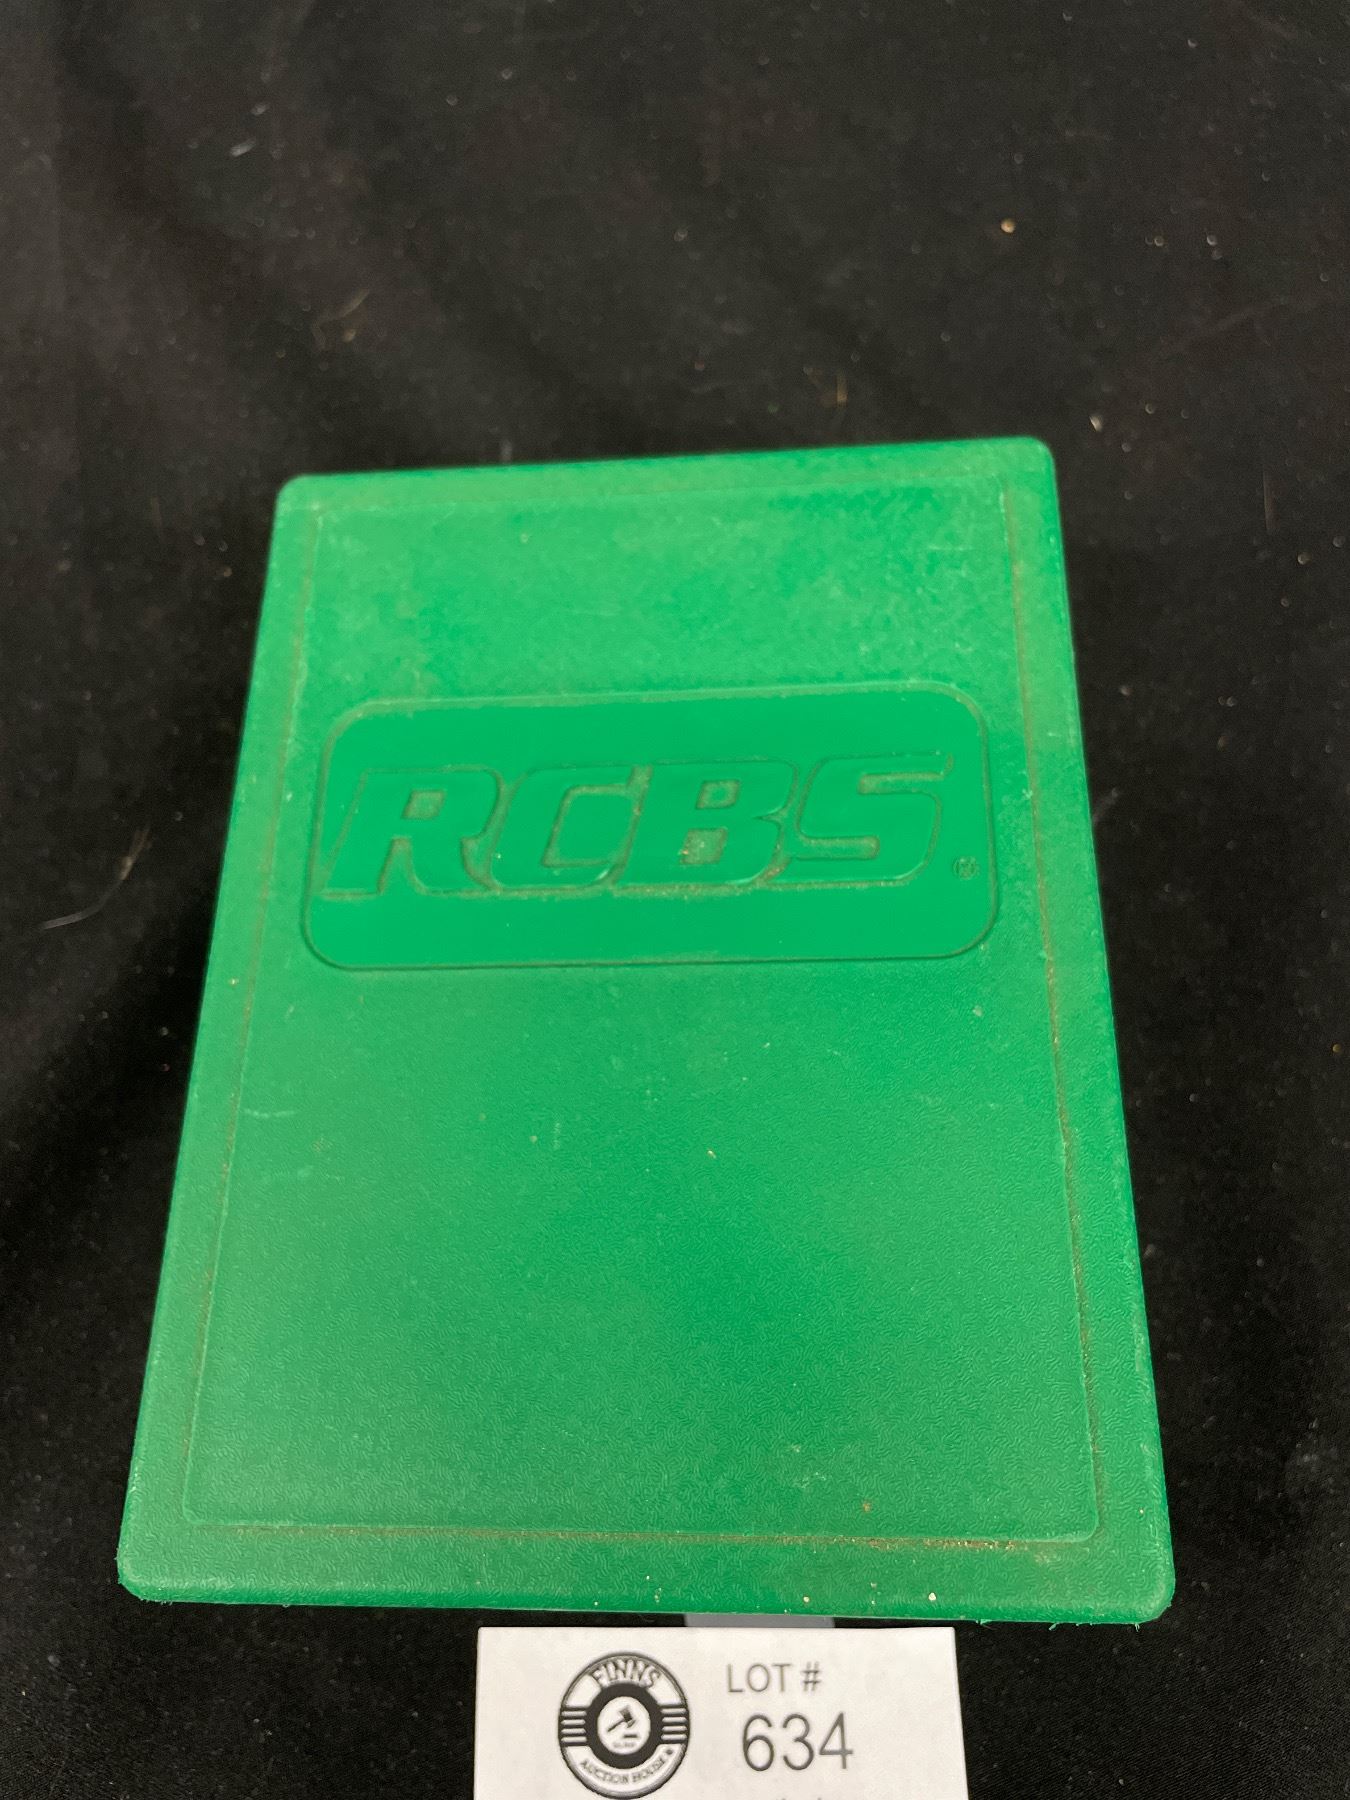 RCBS®
FINNS
AUCTION HOUSE &
LOT #
634